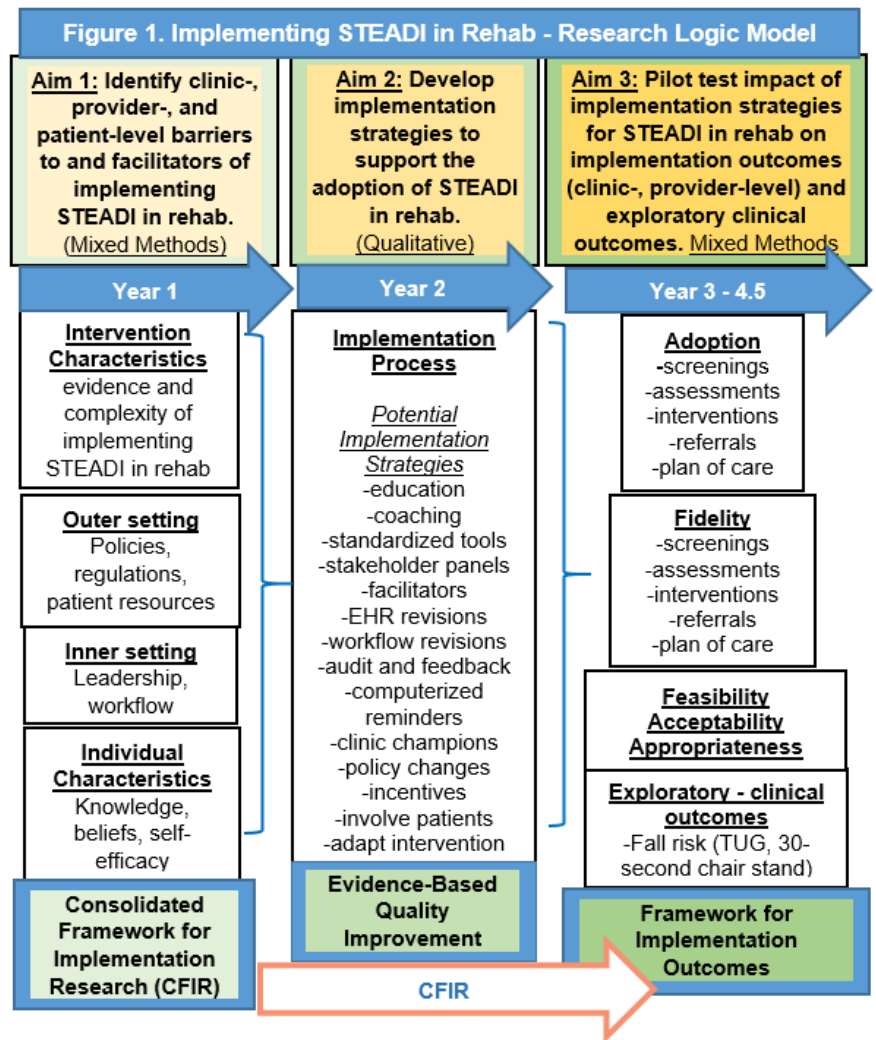 Figure 1. Implementing STEADI in Rehab - Research Logic Model
Aim 1: Identify clinic-,
provider-, and
patient-level barriers
to and facilitators of
implementing
STEADI in rehab.
(Mixed Methods)
Aim 2: Develop
implementation
strategies to
support the
adoption of STEADI
in rehab.
(Qualitative)
Aim 3: Pilot test impact of
implementation strategies
for STEADI in rehab on
implementation outcomes
(clinic-, provider-level) and
exploratory clinical
outcomes. Mixed Methods
Year 1
Year 2
Year 3 - 4.5
Intervention
Characteristics
evidence and
complexity of
implementing
STEADI in rehab
Outer setting
Policies,
regulations,
patient resources
Inner setting
Leadership,
workflow
Individual
Characteristics
Knowledge,
beliefs, self-
efficacy
Consolidated
Framework for
Implementation
Research (CFIR)
Implementation
Process
Potential
Implementation
Strategies
-education
-coaching
-standardized tools
-stakeholder panels
-facilitators
-EHR revisions
-workflow revisions
-audit and feedback
-computerized
reminders
-clinic champions
-policy changes
-incentives
-involve patients
-adapt intervention
Evidence-Based
Quality
Improvement
Adoption
-screenings
-assessments
-interventions
-referrals
-plan of care
Fidelity
-screenings
-assessments
-interventions
-referrals
-plan of care
Feasibility
Acceptability
Appropriateness
Exploratory - clinical
outcomes
-Fall risk (TUG, 30-
second chair stand)
Framework for
Implementation
Outcomes
CFIR